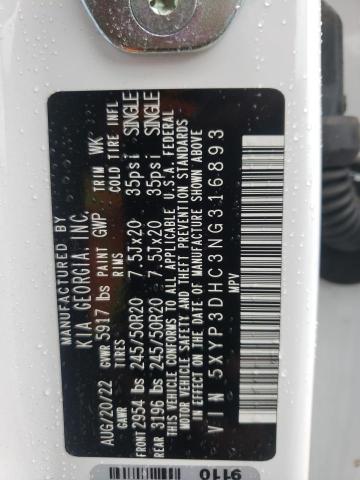 MANUFACTURED BY
KIA GEORGIA, INC.
AUG/20/22 GVWR 5917 lbs PAINT GWP TRIM WK
GAWR TIRES RIMS COLD TIRE INFL
FRONT 2954 lbs 245/50R20 7.5Jx20 35psi SINGLE
REAR 3196 lbs 245/50R20 7.5Jx20 35psi SINGLE
THIS VEHICLE CONFORMS TO ALL APPLICABLE U.S.A FEDERAL
MOTOR VEHICLE SAFETY AND THEFT PREVENTION STANDARDS
IN EFFECT ON THE DATE OF MANUFACTURE SHOWN ABOVE.
VIN 5XYP3DHC3NG316893
MPV
9110